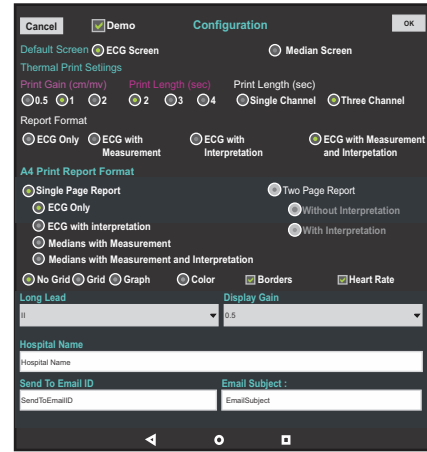 Cancel Demo Configuration OK
Default Screen ECG Screen Median Screen
Thermal Print Setiings
Print Gain (cm/mv) Print Length (sec) Print Length (sec)
0.5 1 2 2 3 4 Single Channel Three Channel
Report Format
ECG Only ECG with Measurement ECG with Interpretation ECG with Measurement and Interpetation
A4 Print Report Format
Single Page Report Two Page Report
ECG Only Without Interpretation
ECG with interpretation With Interpretation
Medians with Measurement
Medians with Measurement and Interpretation
No Grid Grid Graph Color Borders Heart Rate
Long Lead Display Gain
II 0.5
Hospital Name
Hospital Name
Send To Email ID Email Subject :
SendToEmailID EmailSubject